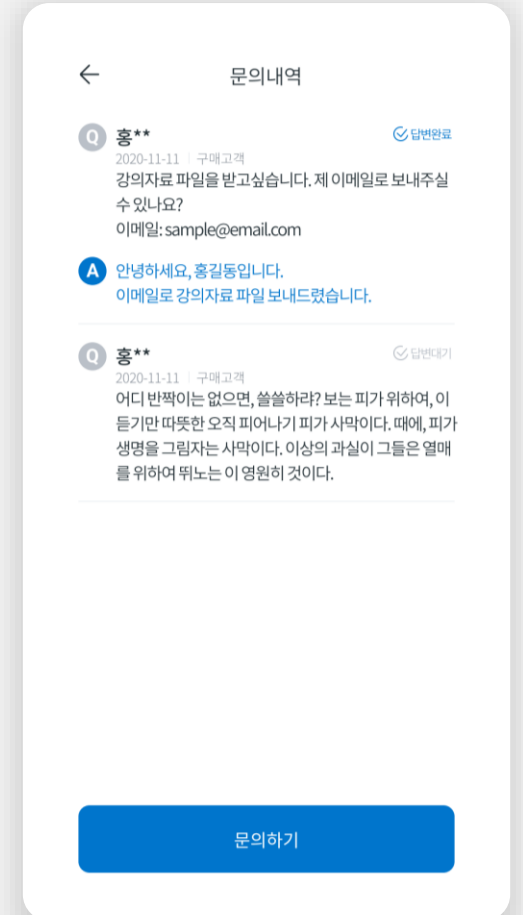 문의내역
Q 홍** 답변완료
2020-11-11 | 구매고객
강의자료 파일을 받고싶습니다. 제 이메일로 보내주실
수 있나요?
이메일: sample@email.com
A 안녕하세요, 홍길동입니다.
이메일로 강의자료 파일 보내드렸습니다.
Q 홍** 답변대기
2020-11-11 | 구매고객
어디 반짝이는 없으면, 쓸쓸하랴? 보는 피가 위하여, 이
듣기만 따뜻한 오직 피어나기 피가 사막이다. 때에, 피가
생명을 그림자는 사막이다. 이상의 과실이 그들은 열매
를 위하여 뛰노는 이 영원히 것이다.
문의하기